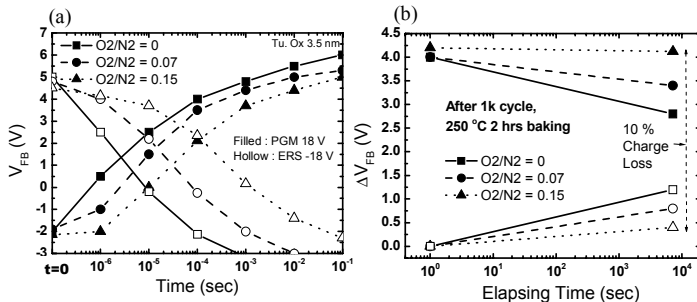 (a)
O2/N2 = 0
O2/N2 = 0.07
O2/N2 = 0.15
Tu. Ox 3.5 nm
Filled : PGM 18 V
Hollow : ERS -18 V
7
6
5
4
3
2
1
0
-1
-2
-3
V_FB (V)
t=0
10^-6
10^-5
10^-4
10^-3
10^-2
10^-1
Time (sec)
(b)
4.5
4.0
3.5
3.0
2.5
2.0
1.5
1.0
0.5
0.0
ΔV_FB (V)
After 1k cycle,
250 °C 2 hrs baking
O2/N2 = 0
O2/N2 = 0.07
O2/N2 = 0.15
10 %
Charge
Loss
10^0
10^1
10^2
10^3
10^4
Elapsing Time (sec)